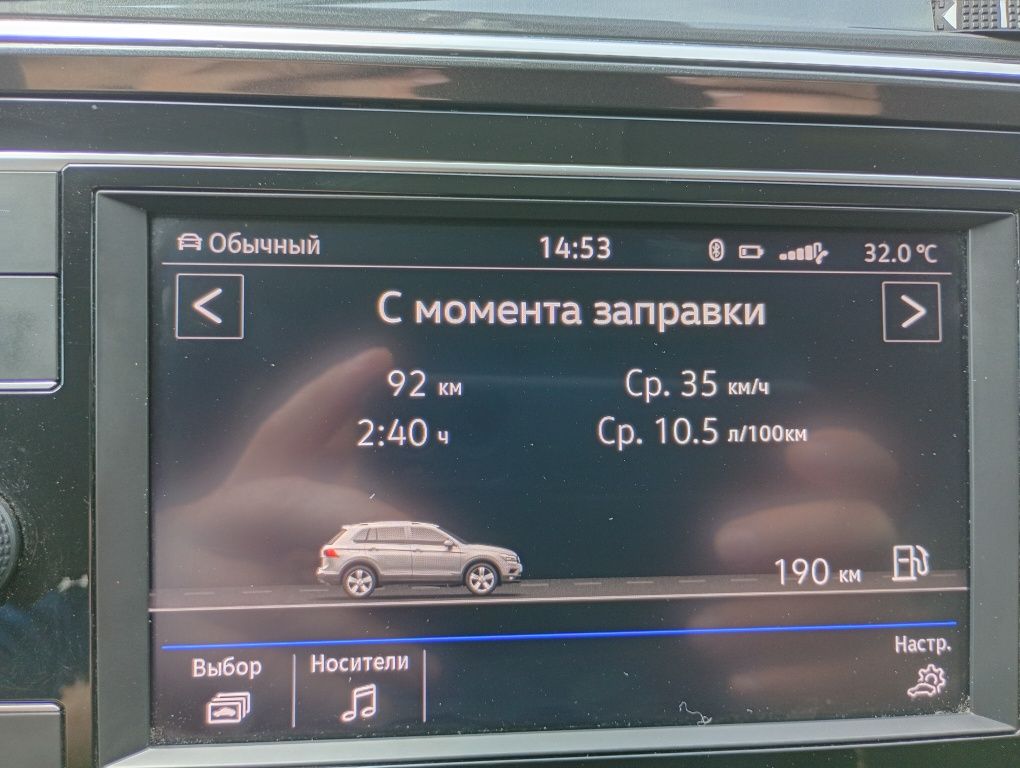 Обычный 14:53 32.0 °C
< С момента заправки >
92 км Ср. 35 км/ч
2:40 ч Ср. 10.5 л/100км
190 км
Настр.
Выбор Носители